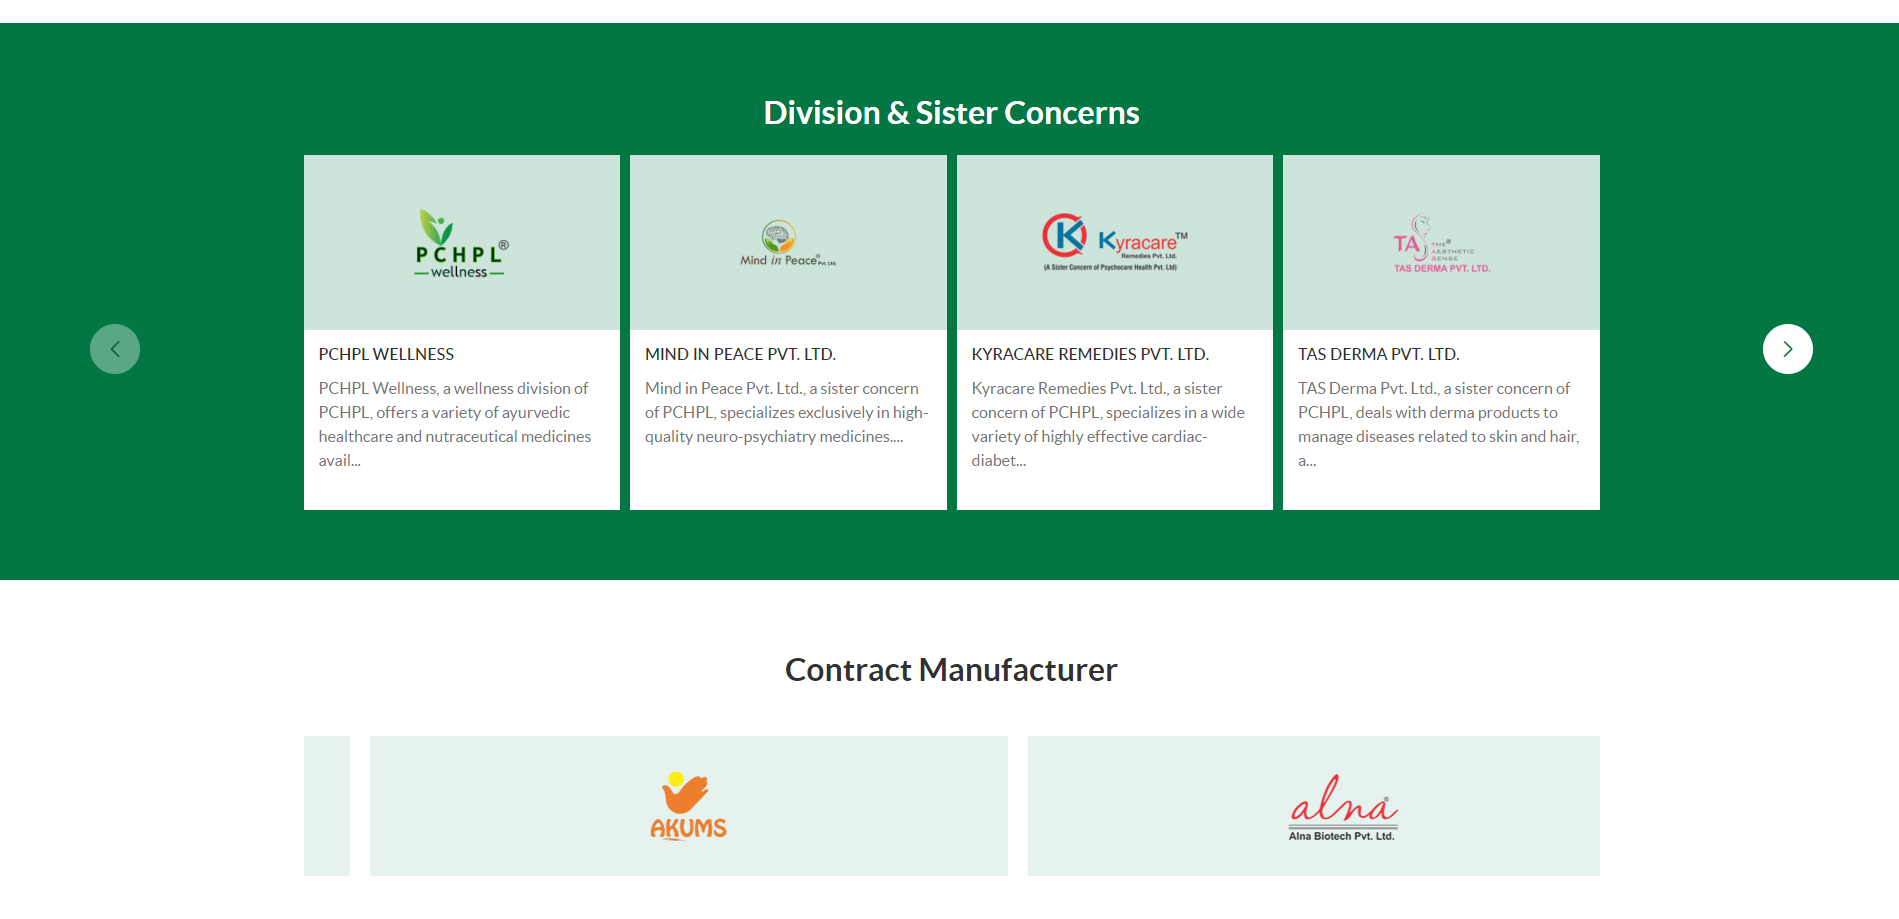 Division & Sister Concerns
PCHPL®
wellness
Mind in Peace® Pvt. Ltd.
K Kyracare™
Remedies Pvt. Ltd.
(A Sister Concern of Psychocare Health Pvt. Ltd)
TAS THE®
AESTHETIC
SENSE
TAS DERMA PVT. LTD.
PCHPL WELLNESS
PCHPL Wellness, a wellness division of
PCHPL, offers a variety of ayurvedic
healthcare and nutraceutical medicines
avail...
MIND IN PEACE PVT. LTD.
Mind in Peace Pvt. Ltd., a sister concern
of PCHPL, specializes exclusively in high-
quality neuro-psychiatry medicines....
KYRACARE REMEDIES PVT. LTD.
Kyracare Remedies Pvt. Ltd., a sister
concern of PCHPL, specializes in a wide
variety of highly effective cardiac-
diabet...
TAS DERMA PVT. LTD.
TAS Derma Pvt. Ltd., a sister concern of
PCHPL, deals with derma products to
manage diseases related to skin and hair,
a...
Contract Manufacturer
AKUMS
alna®
Alna Biotech Pvt. Ltd.